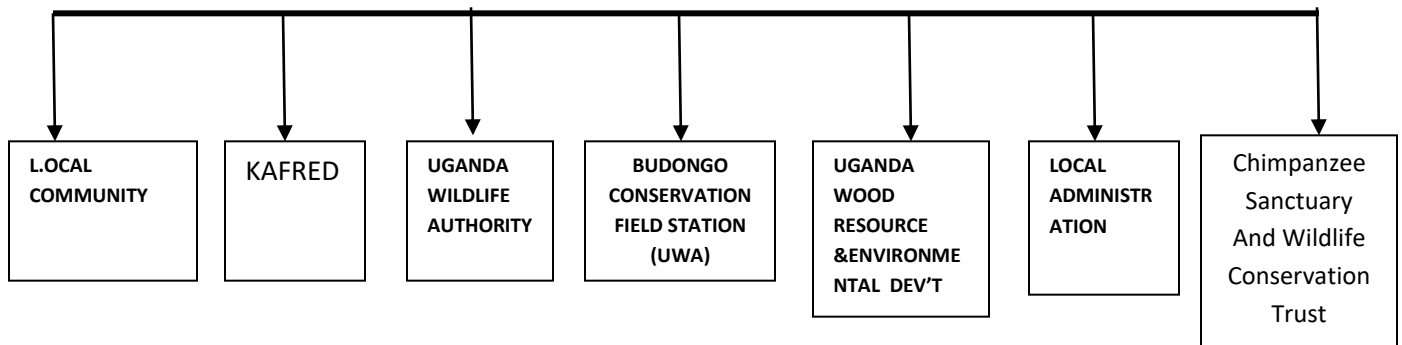 L.OCAL
COMMUNITY
KAFRED
UGANDA
WILDLIFE
AUTHORITY
BUDONGO
CONSERVATION
FIELD STATION
(UWA)
UGANDA
WOOD
RESOURCE
&ENVIRONME
NTAL DEV’T
LOCAL
ADMINISTR
ATION
Chimpanzee
Sanctuary
And Wildlife
Conservation
Trust